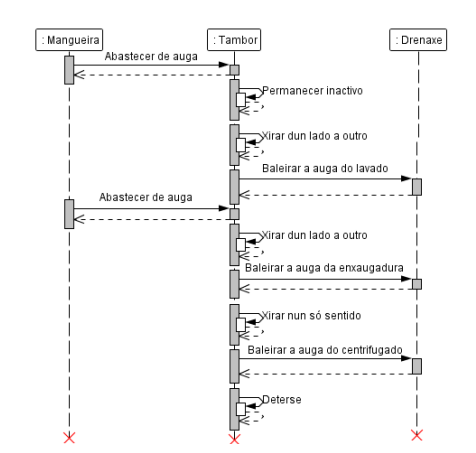 : Mangueira
: Tambor
: Drenaxe
Abastecer de auga
Permanecer inactivo
Xirar dun lado a outro
Baleirar a auga do lavado
Abastecer de auga
Xirar dun lado a outro
Baleirar a auga da enxaugadura
Xirar nun só sentido
Baleirar a auga do centrifugado
Deterse